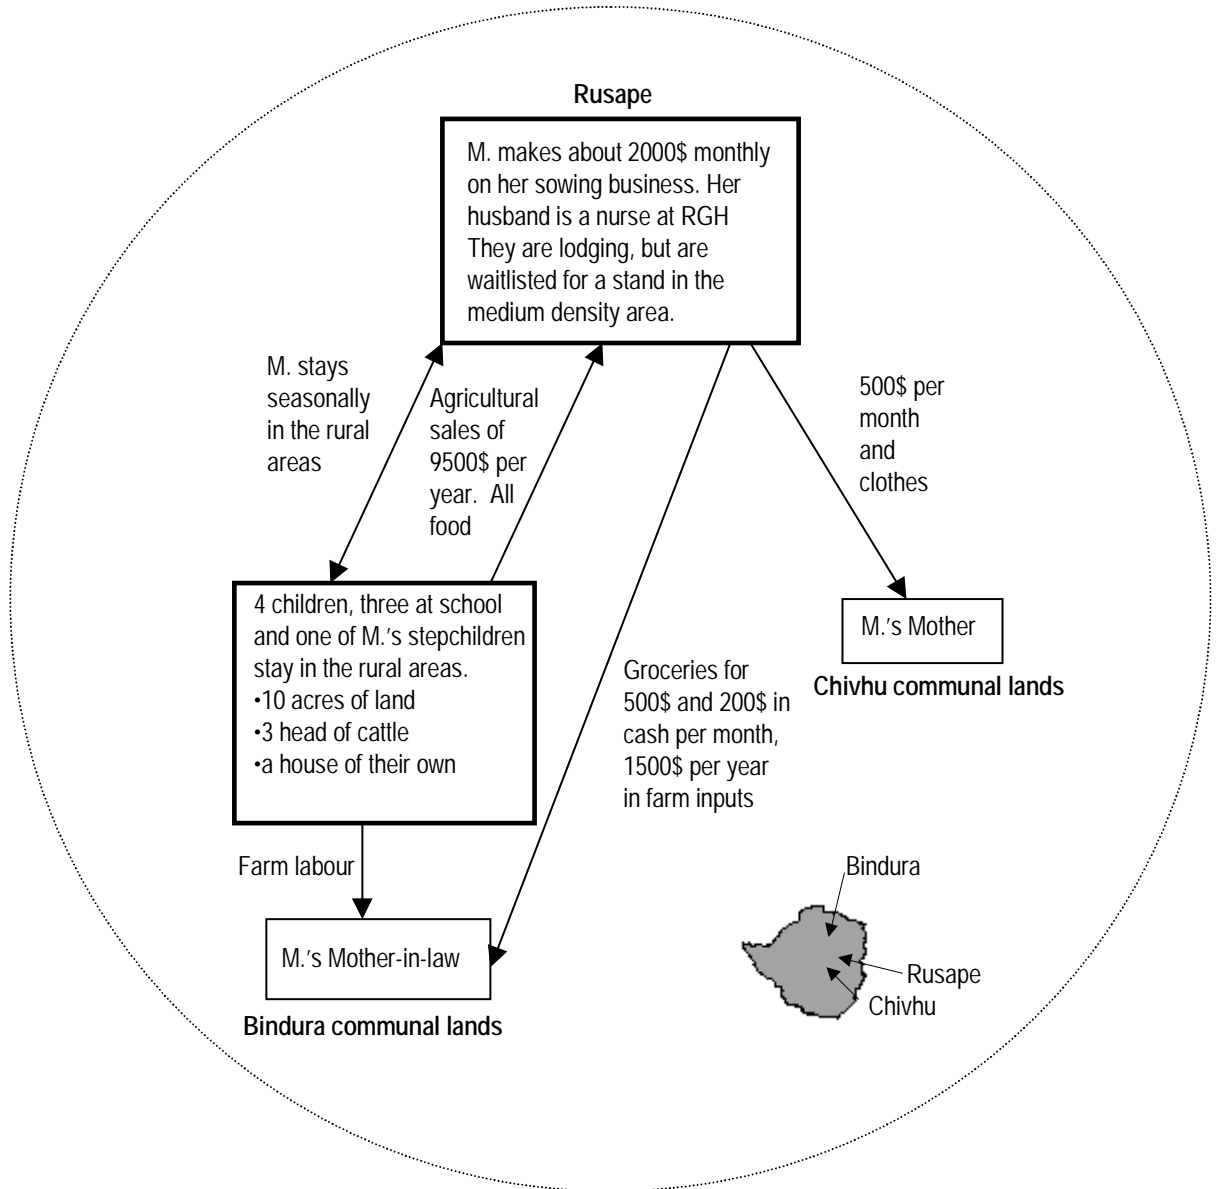 Rusape
M. makes about 2000$ monthly
on her sowing business. Her
husband is a nurse at RGH
They are lodging, but are
waitlisted for a stand in the
medium density area.
M. stays
seasonally
in the rural
areas
Agricultural
sales of
9500$ per
year. All
food
500$ per
month
and
clothes
4 children, three at school
and one of M.'s stepchildren
stay in the rural areas.
•10 acres of land
•3 head of cattle
•a house of their own
M.'s Mother
Chivhu communal lands
Groceries for
500$ and 200$ in
cash per month,
1500$ per year
in farm inputs
Farm labour
M.'s Mother-in-law
Bindura communal lands
Bindura
Rusape
Chivhu